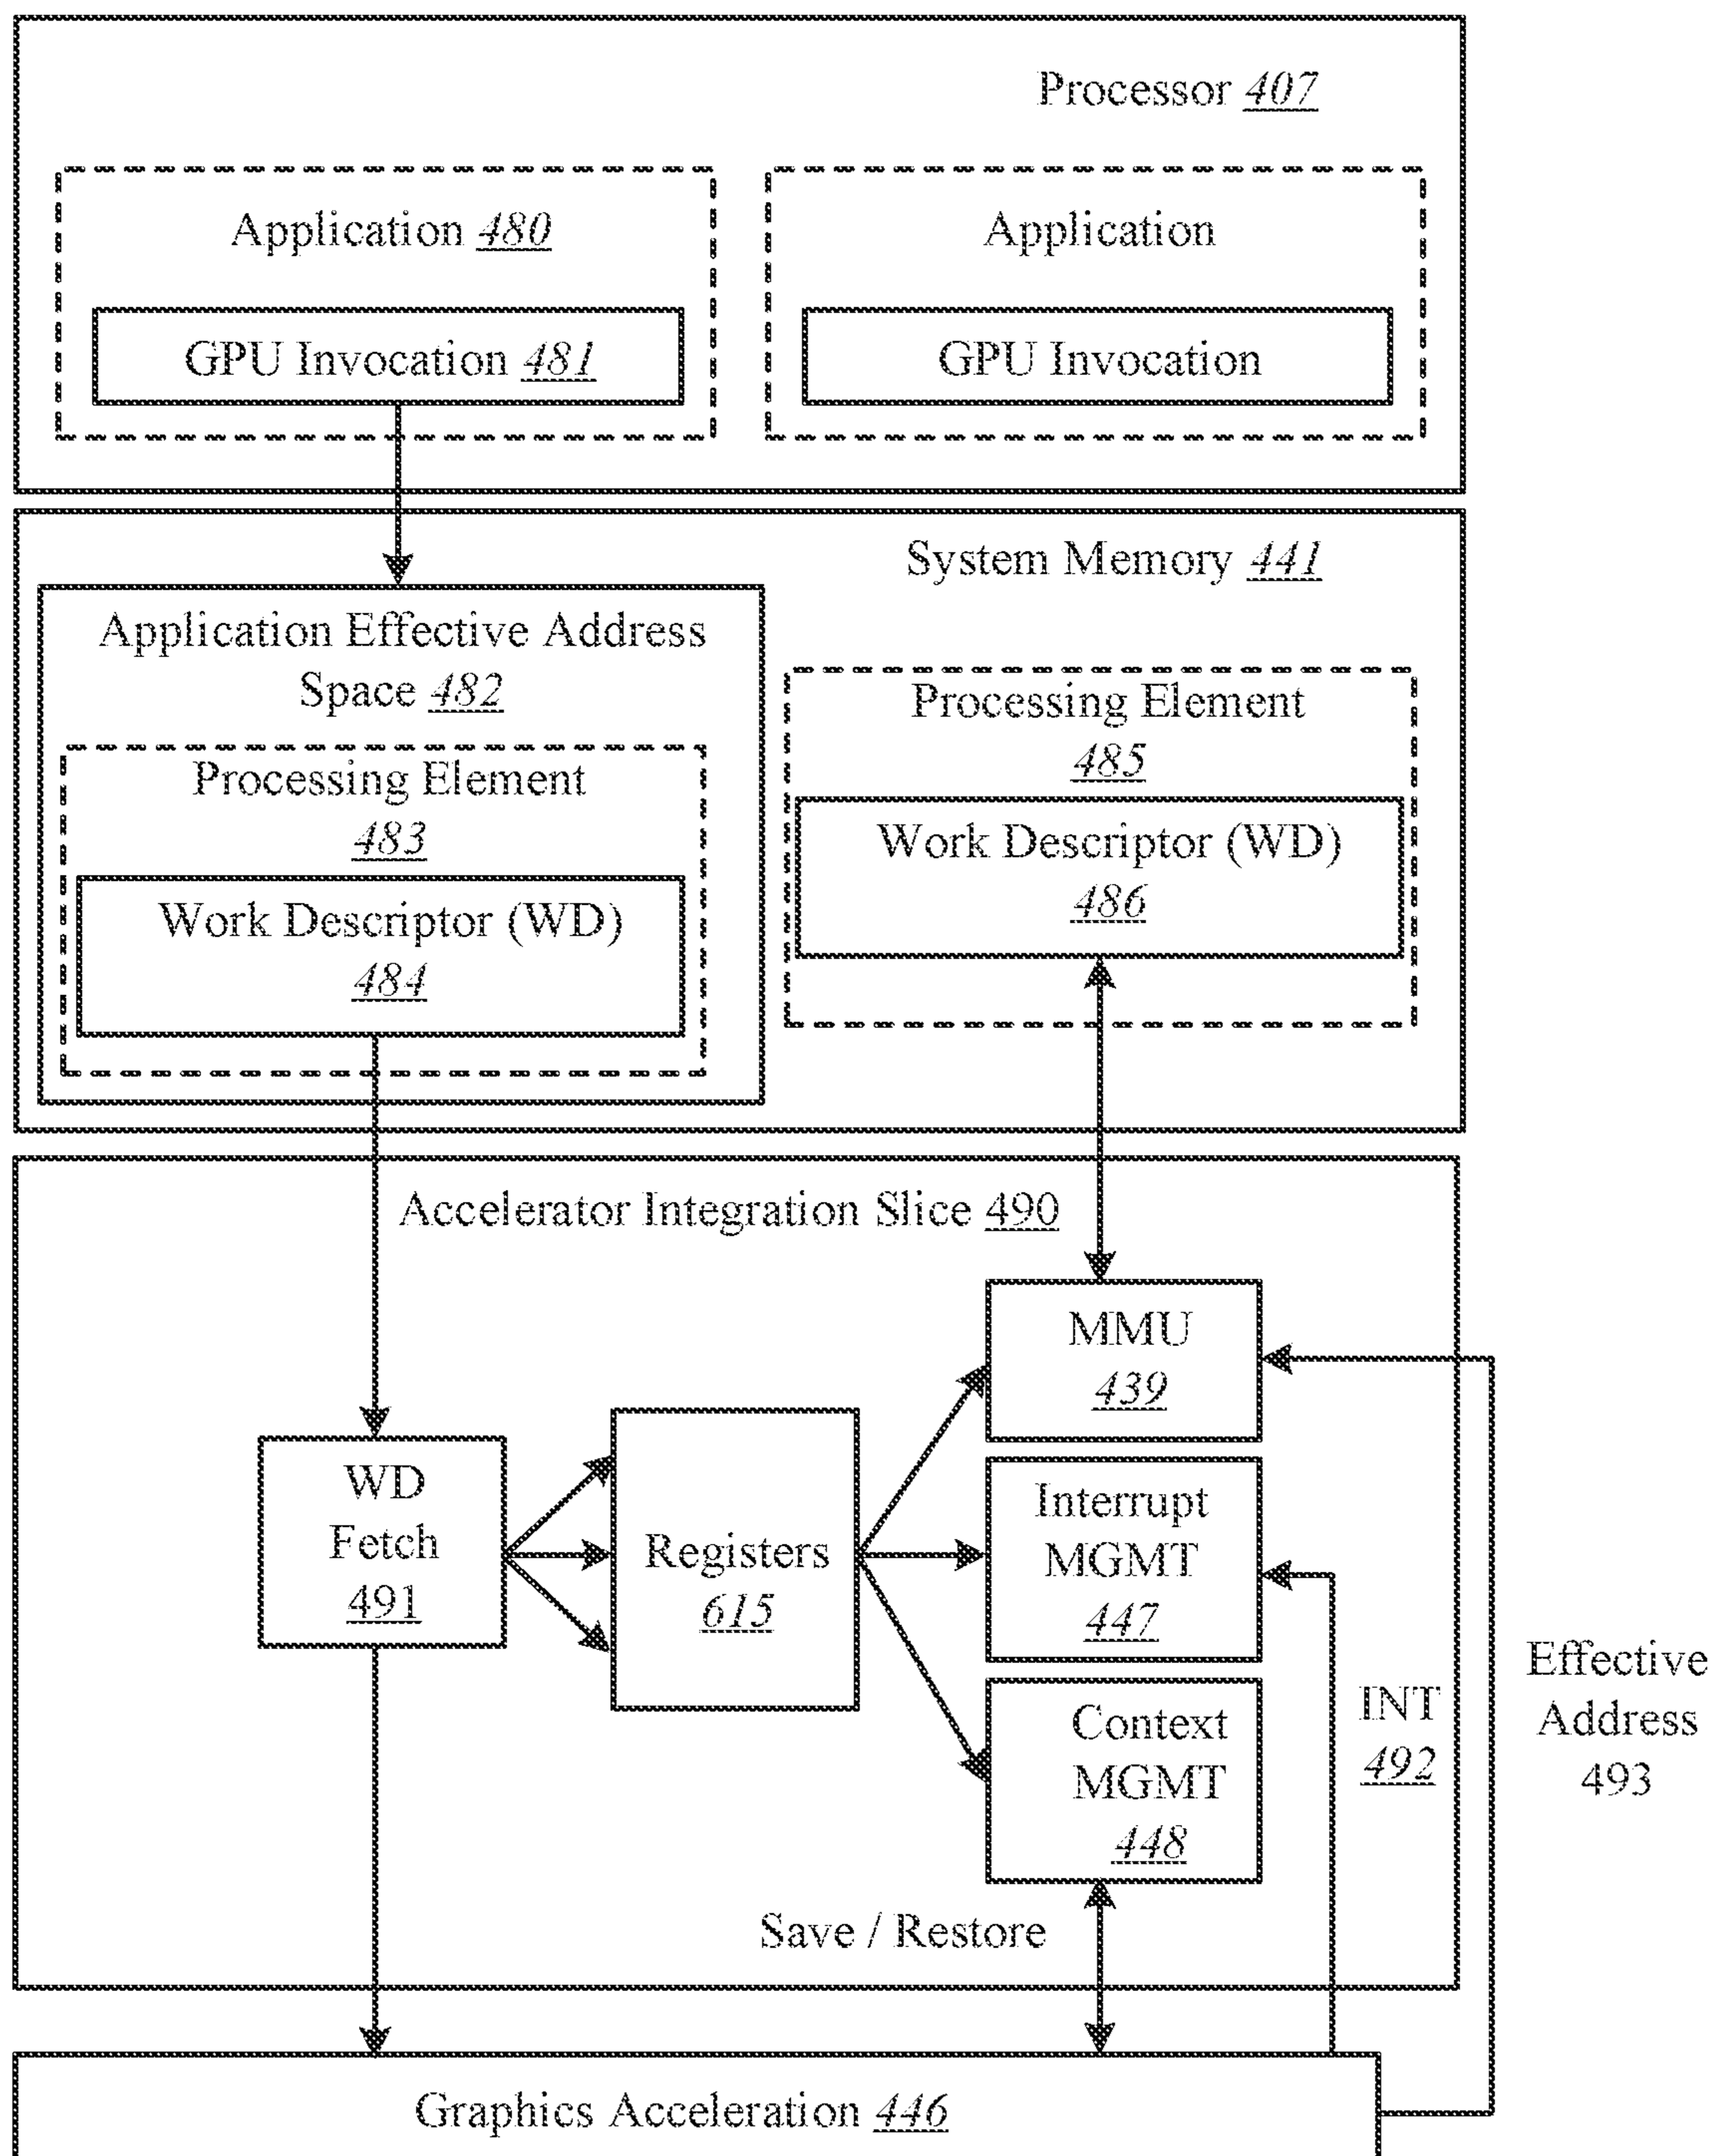 Processor 407
Application 480
Application
GPU Invocation 481
GPU Invocation
System Memory 441
Application Effective Address
Space 482
Processing Element
483
Work Descriptor (WD)
484
Processing Element
485
Work Descriptor (WD)
486
Accelerator Integration Slice 490
MMU
439
WD
Fetch
491
Registers
615
Interrupt
MGMT
447
Context
MGMT
448
INT
492
Effective
Address
493
Save / Restore
Graphics Acceleration 446